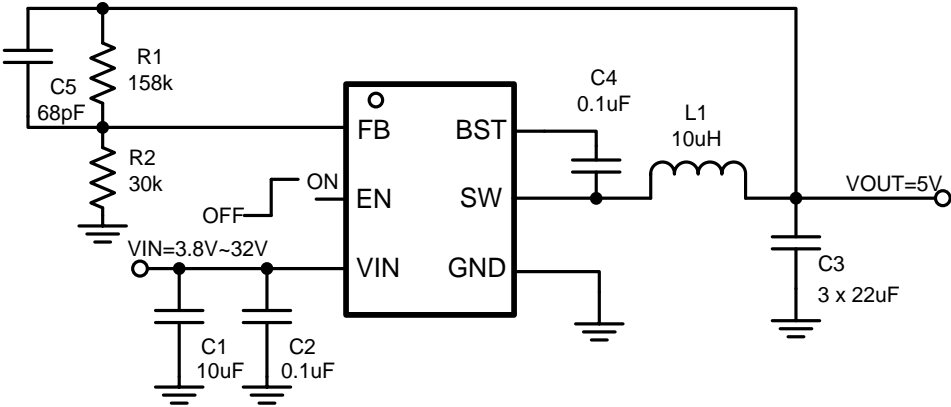 R1
158k
C5
68pF
R2
30k
ON
OFF
VIN=3.8V~32V
C1
10uF
C2
0.1uF
FB
EN
VIN
BST
SW
GND
C4
0.1uF
L1
10uH
VOUT=5V
C3
3 x 22uF